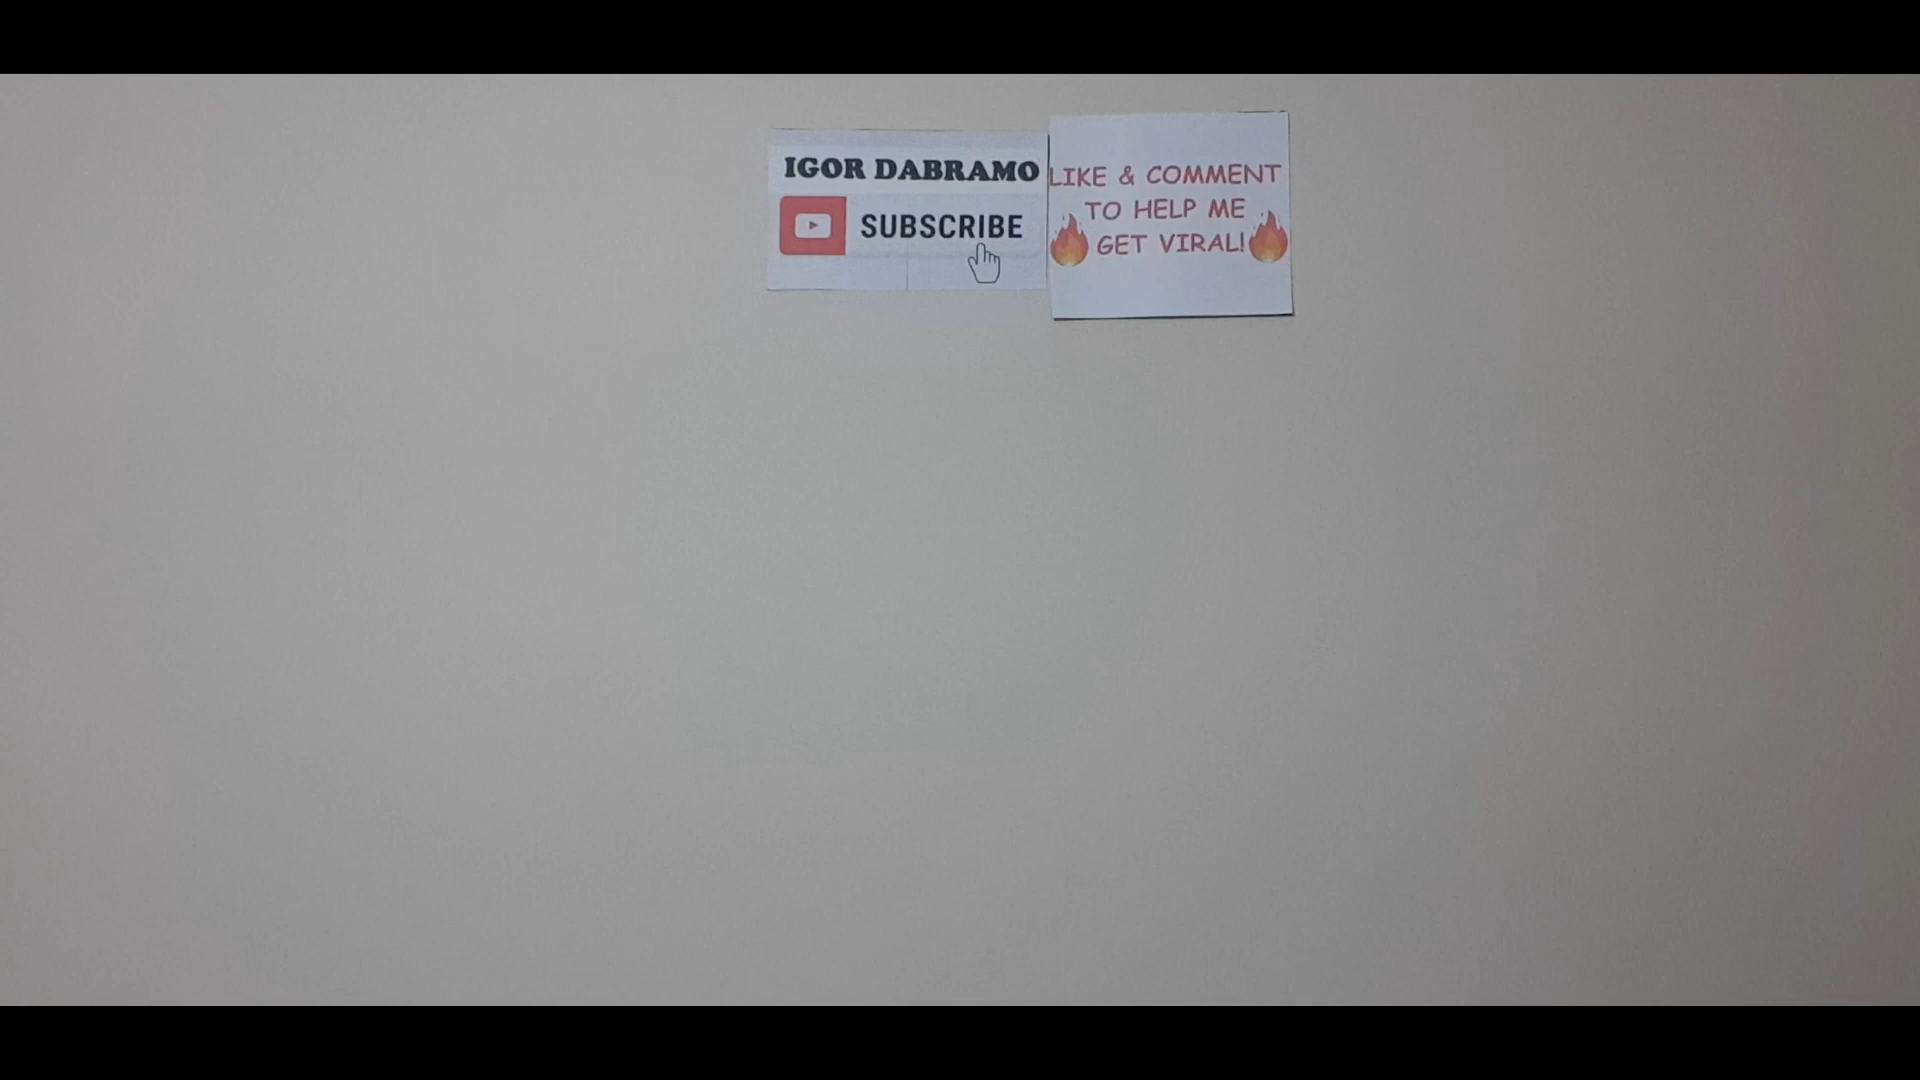 IGOR DABRAMO
SUBSCRIBE
LIKE & COMMENT
TO HELP ME
GET VIRAL!